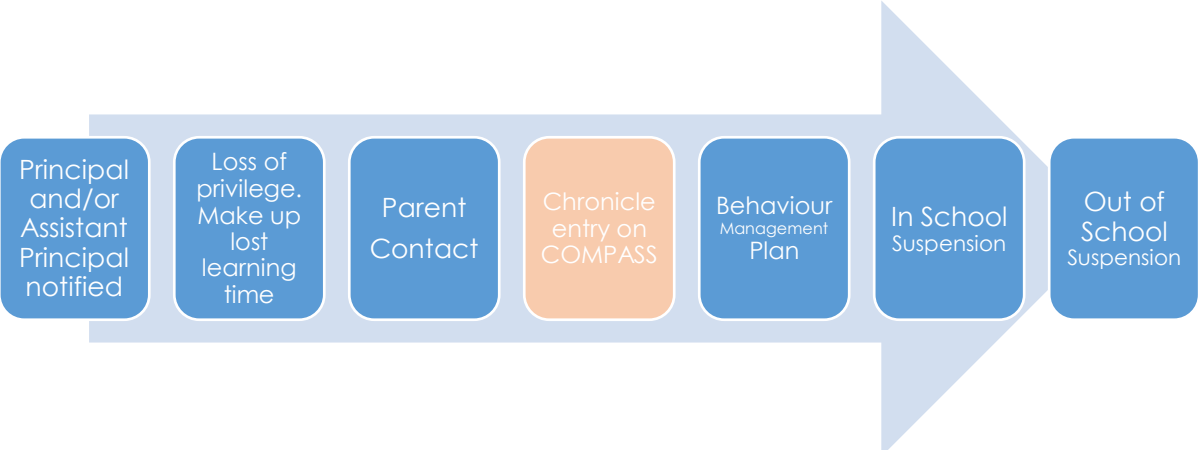 Principal
and/or
Assistant
Principal
notified
Loss of
privilege.
Make up
lost
learning
time
Parent
Contact
Chronicle
entry on
COMPASS
Behaviour
Management
Plan
In School
Suspension
Out of
School
Suspension